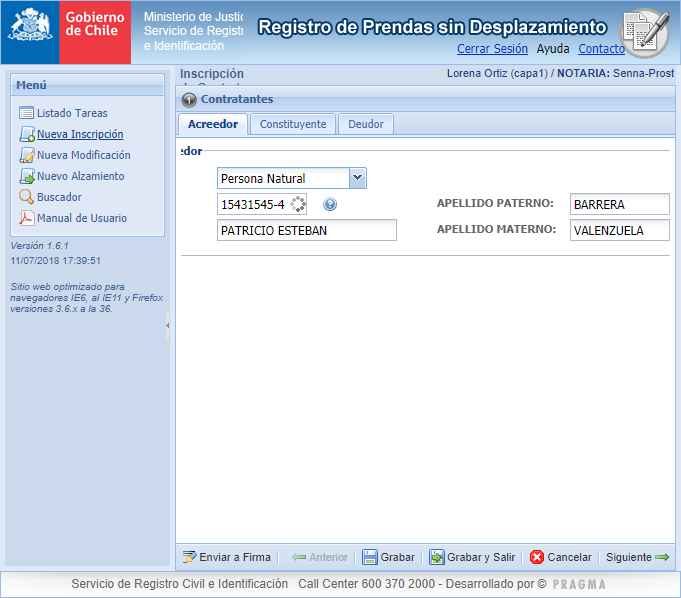 Gobierno
de Chile
Ministerio de Justic
Servicio de Registr
e Identificación
Registro de Prendas sin Desplazamiento
Cerrar Sesión Ayuda Contacto
Menú
Listado Tareas
Nueva Inscripción
Nueva Modificación
Nuevo Alzamiento
Buscador
Manual de Usuario
Versión 1.6.1
11/07/2018 17:39:51
Sitio web optimizado para
navegadores IE6, al IE11 y Firefox
versiones 3.6.x a la 36.
Inscripción
Lorena Ortiz (capa1) / NOTARIA: Senna-Prost
Contratantes
Acreedor Constituyente Deudor
edor
Persona Natural
15431545-4 APELLIDO PATERNO: BARRERA
PATRICIO ESTEBAN APELLIDO MATERNO: VALENZUELA
Enviar a Firma Anterior Grabar Grabar y Salir Cancelar Siguiente
Servicio de Registro Civil e Identificación Call Center 600 370 2000 - Desarrollado por © PRAGMA